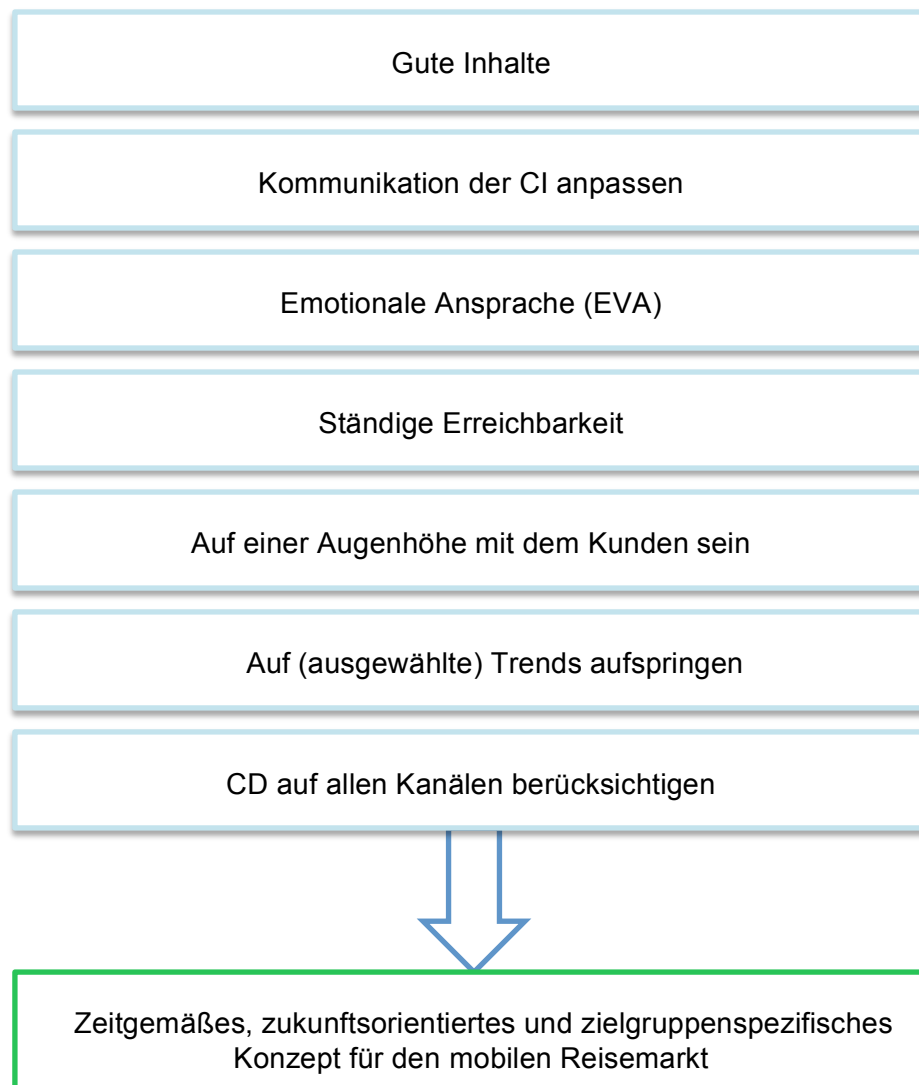 Gute Inhalte
Kommunikation der CI anpassen
Emotionale Ansprache (EVA)
Ständige Erreichbarkeit
Auf einer Augenhöhe mit dem Kunden sein
Auf (ausgewählte) Trends aufspringen
CD auf allen Kanälen berücksichtigen
Zeitgemäßes, zukunftsorientiertes und zielgruppenspezifisches
Konzept für den mobilen Reisemarkt